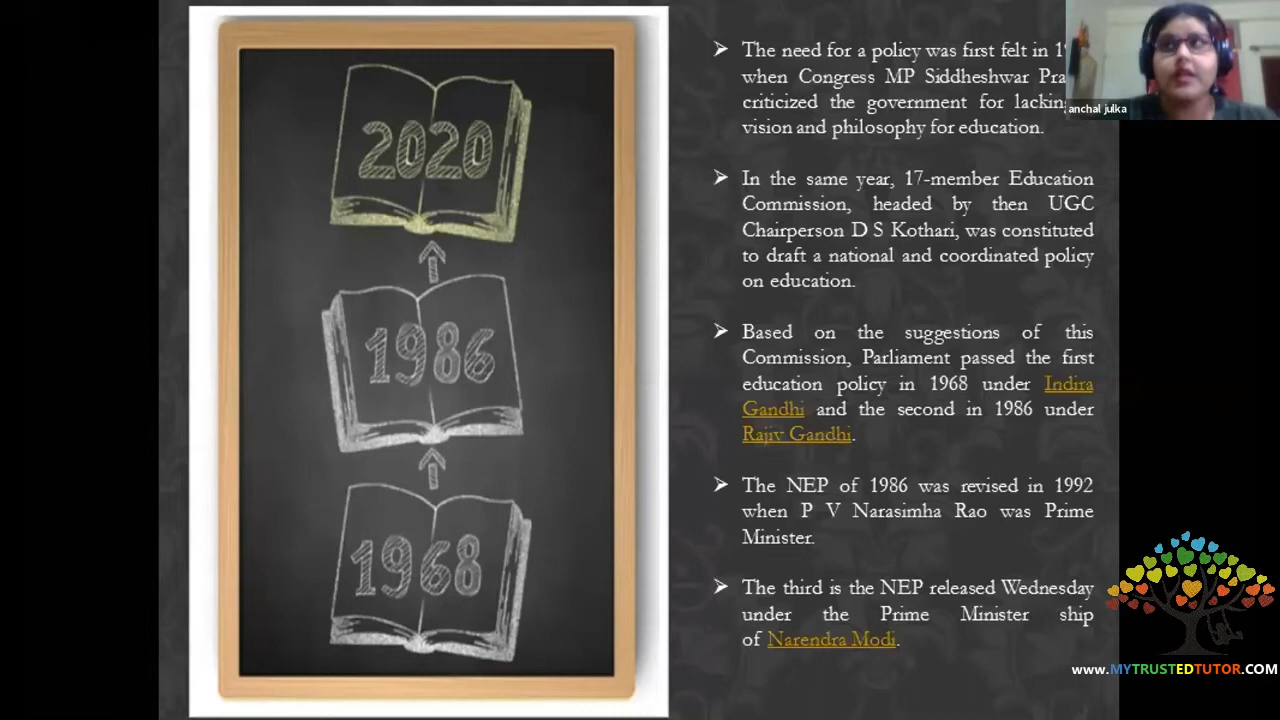 2020
1986
1968
➤ The need for a policy was first felt in
when Congress MP Siddheshwar
criticized the government for lacking
vision and philosophy for education.
➤ In the same year, 17-member Education
Commission, headed by then UGC
Chairperson D S Kothari, was constituted
to draft a national and coordinated policy
on education.
➤ Based on the suggestions of this
Commission, Parliament passed the first
education policy in 1968 under Indira
Gandhi and the second in 1986 under
Rajiv Gandhi.
➤ The NEP of 1986 was revised in 1992
when P V Narasimha Rao was Prime
Minister.
➤ The third is the NEP released Wednesday
under the Prime Minister ship
of Narendra Modi.
anchal julka
www.MYTRUSTEDTUTOR.COM